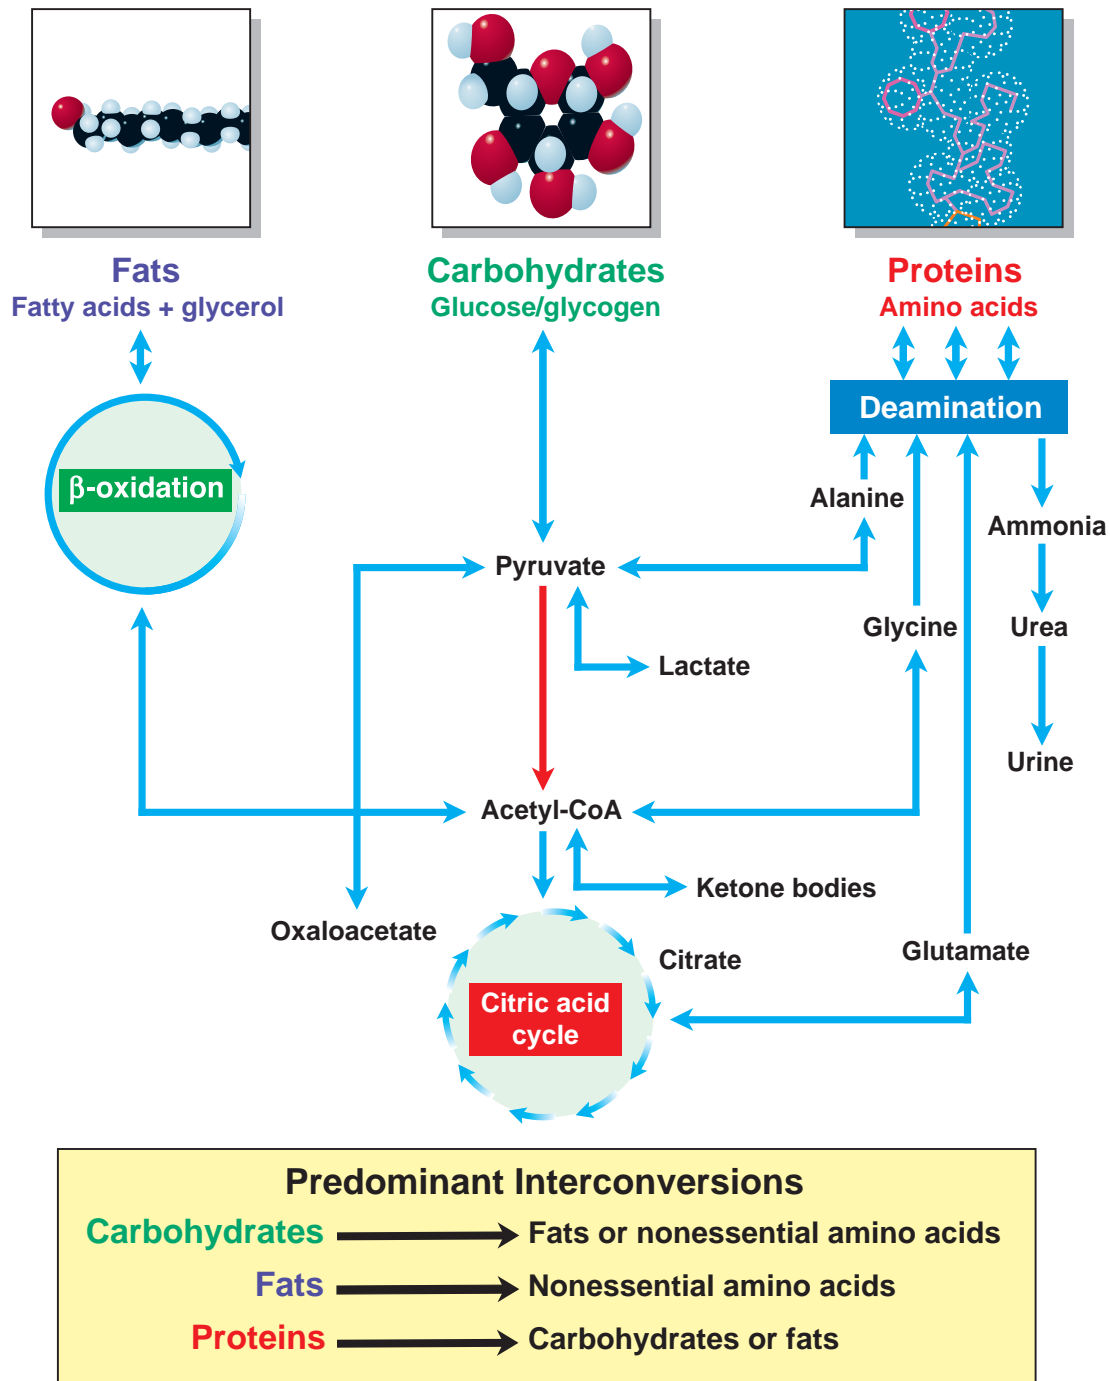 Fats
Fatty acids + glycerol
Carbohydrates
Glucose/glycogen
Proteins
Amino acids
Deamination
β-oxidation
Alanine
Ammonia
Pyruvate
Glycine
Urea
Lactate
Urine
Acetyl-CoA
Ketone bodies
Oxaloacetate
Citrate
Glutamate
Citric acid
cycle
Predominant Interconversions
Carbohydrates Fats or nonessential amino acids
Fats Nonessential amino acids
Proteins Carbohydrates or fats